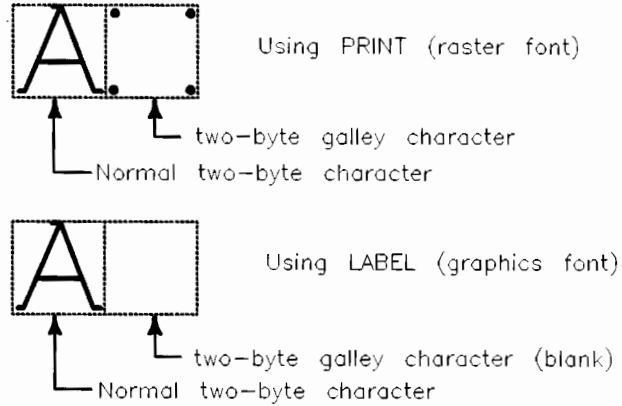 A
Using PRINT (raster font)
two-byte galley character
Normal two-byte character
A
Using LABEL (graphics font)
two-byte galley character (blank)
Normal two-byte character